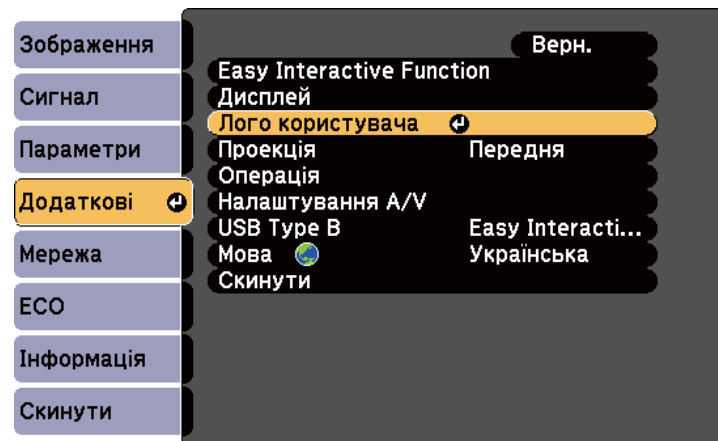 Зображення
Сигнал
Параметри
Додаткові
Мережа
ECO
Інформація
Скинути
Верн.
Easy Interactive Function
Дисплей
Лого користувача
Проекція Передня
Операція
Налаштування A/V
USB Type B Easy Interacti...
Мова Українська
Скинути